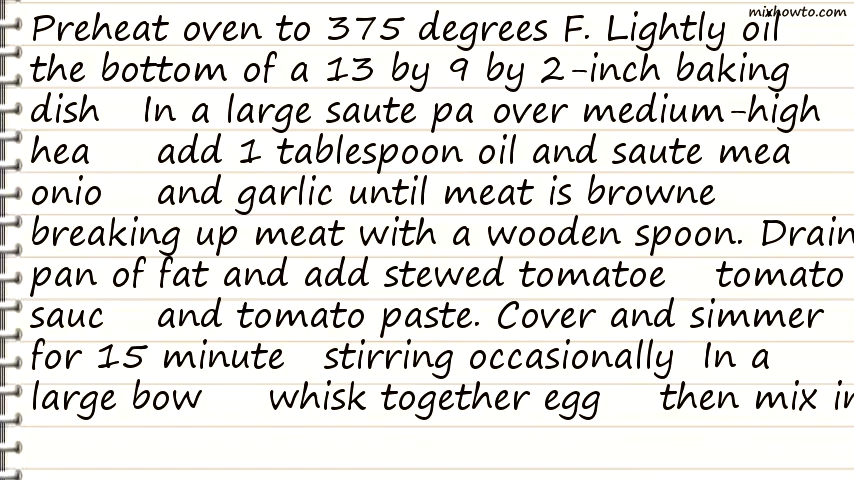 mixhowto.com
Preheat oven to 375 degrees F. Lightly oil
the bottom of a 13 by 9 by 2-inch baking
dish In a large saute pa over medium-high
hea add 1 tablespoon oil and saute mea
onio and garlic until meat is browne
breaking up meat with a wooden spoon. Drain
pan of fat and add stewed tomatoe tomato
sauc and tomato paste. Cover and simmer
for 15 minute stirring occasionally In a
large bow whisk together egg then mix in